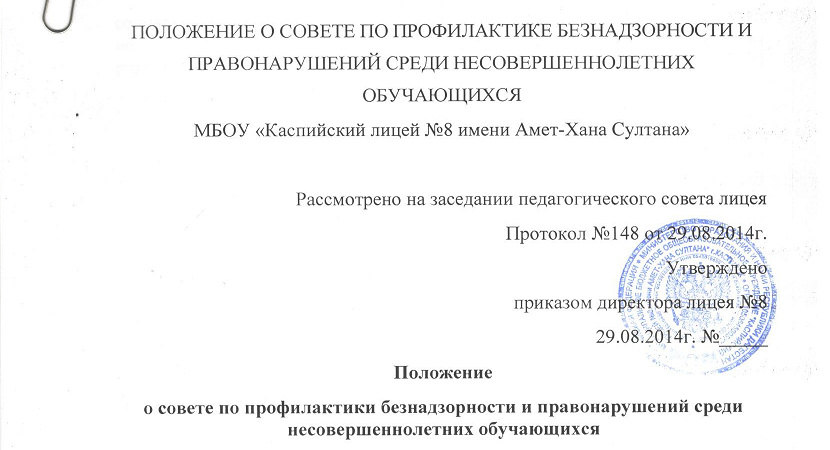 ПОЛОЖЕНИЕ О СОВЕТЕ ПО ПРОФИЛАКТИКЕ БЕЗНАДЗОРНОСТИ И
ПРАВОНАРУШЕНИЙ СРЕДИ НЕСОВЕРШЕННОЛЕТНИХ
ОБУЧАЮЩИХСЯ
МБОУ «Каспийский лицей №8 имени Амет-Хана Султана»
Рассмотрено на заседании педагогического совета лицея
Протокол №148 от 29.08.2014г.
Утверждено
приказом директора лицея №8
29.08.2014г. №_____
Положение
о совете по профилактики безнадзорности и правонарушений среди
несовершеннолетних обучающихся